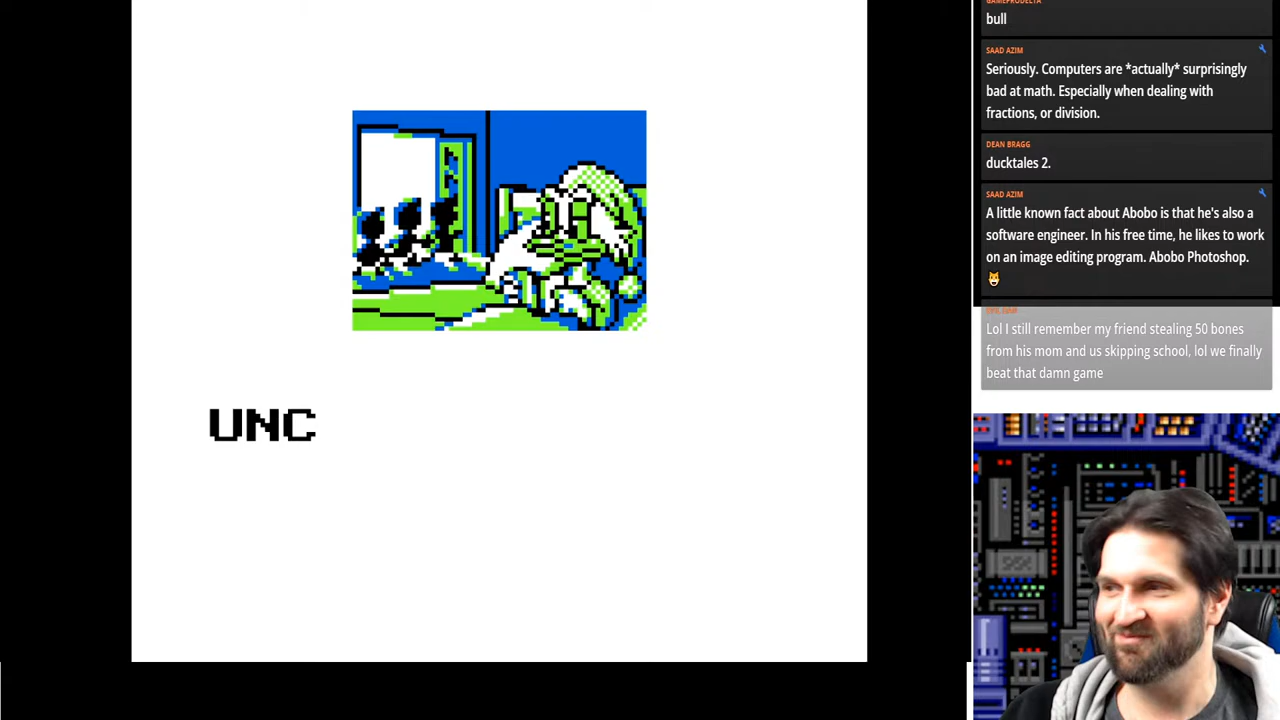 UNC
GAMEPRODELTA
bull
SAAD AZIM
Seriously. Computers are *actually* surprisingly
bad at math. Especially when dealing with
fractions, or division.
DEAN BRAGG
ducktales 2.
SAAD AZIM
A little known fact about Abobo is that he's also a
software engineer. In his free time, he likes to work
on an image editing program. Abobo Photoshop.
Lol I still remember my friend stealing 50 bones
from his mom and us skipping school, lol we finally
beat that damn game